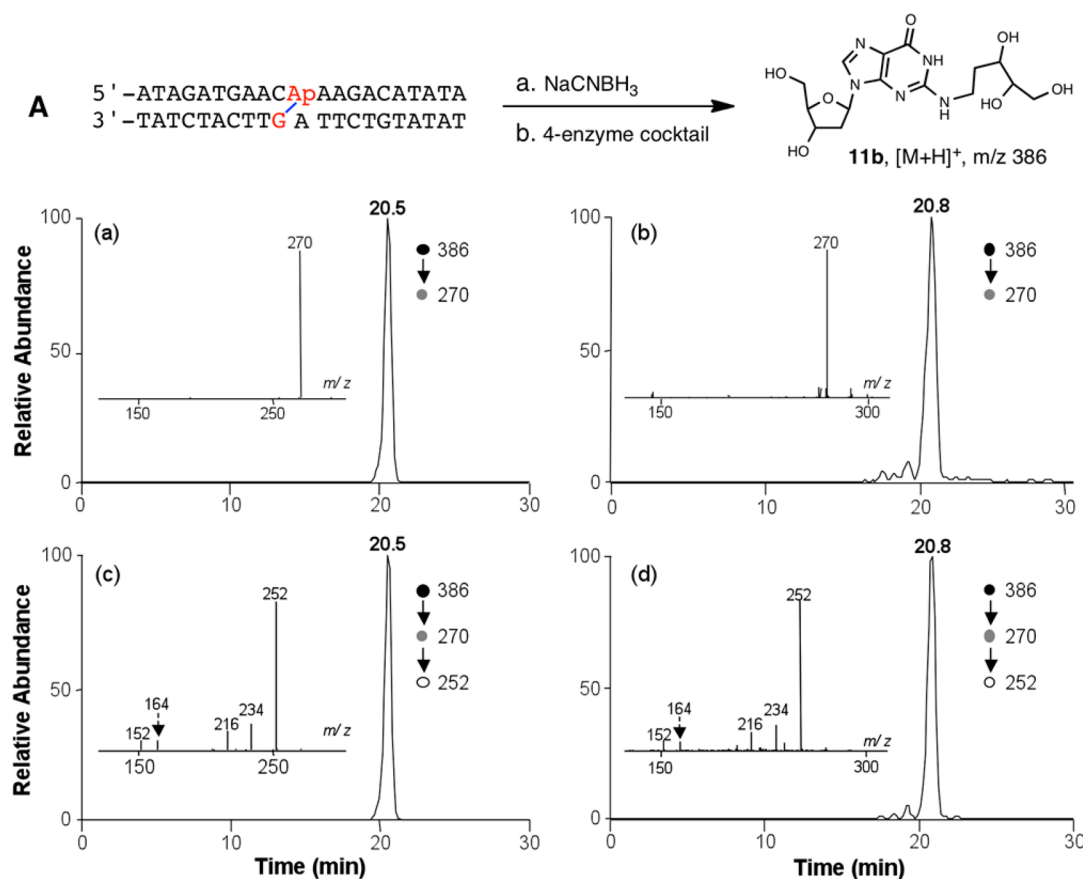 A
5'-ATAGATGAACApAAGACATATA
3'-TATCTACTTGA TTCTGTATAT
a. NaCNBH3
b. 4-enzyme cocktail
O
N
NH
HO
N
N
N
H
O
HO
OH
HO
OH
OH
11b, [M+H]+, m/z 386
Relative Abundance
100
50
0
(a)
20.5
386
270
270
m/z
150
250
0
10
20
30
100
50
0
(b)
20.8
386
270
270
m/z
150
300
0
10
20
30
Relative Abundance
100
50
0
(c)
20.5
386
270
252
252
164
152
216
234
m/z
150
250
0
10
20
30
Time (min)
100
50
0
(d)
20.8
386
270
252
252
164
152
216
234
m/z
150
300
0
10
20
30
Time (min)